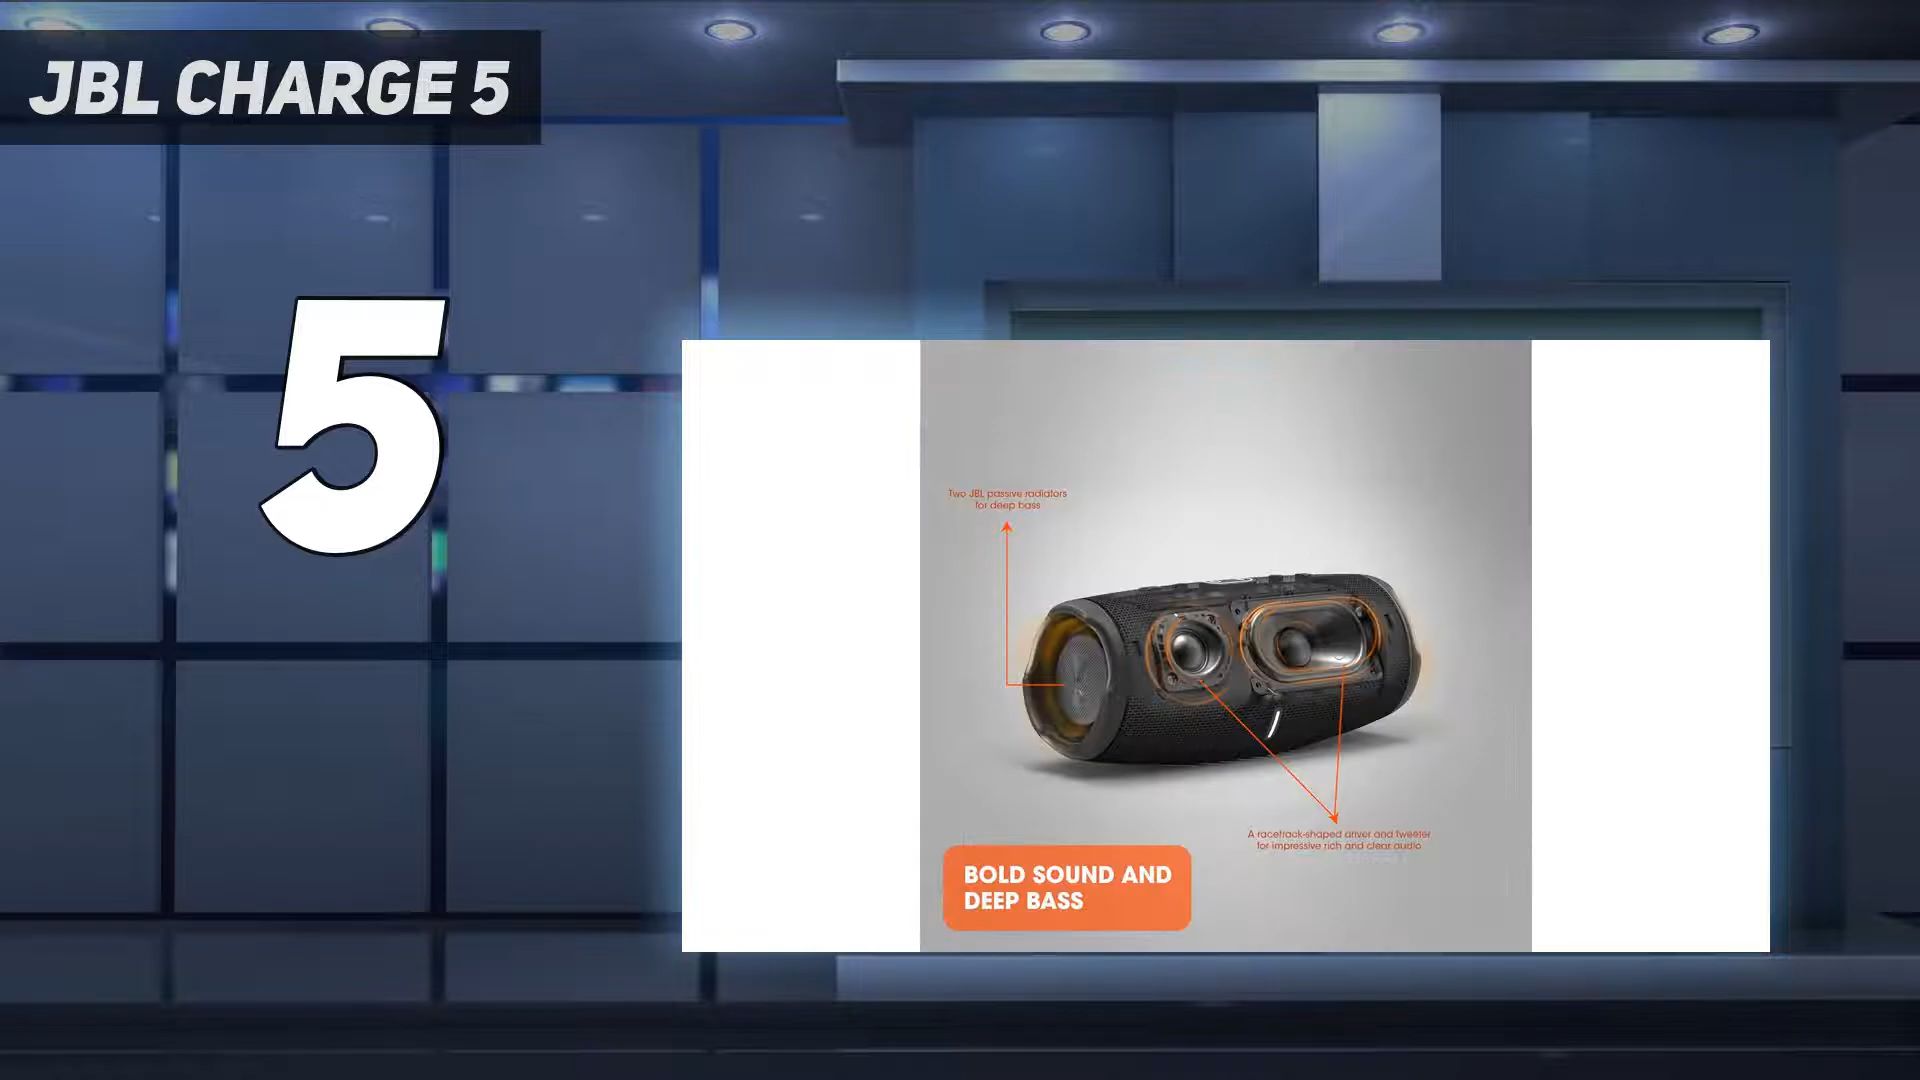 JBL CHARGE 5
5
Two JBL passive radiators
for deep bass
A racetrack-shaped driver and tweeter
for impressive rich and clear audio
BOLD SOUND AND
DEEP BASS